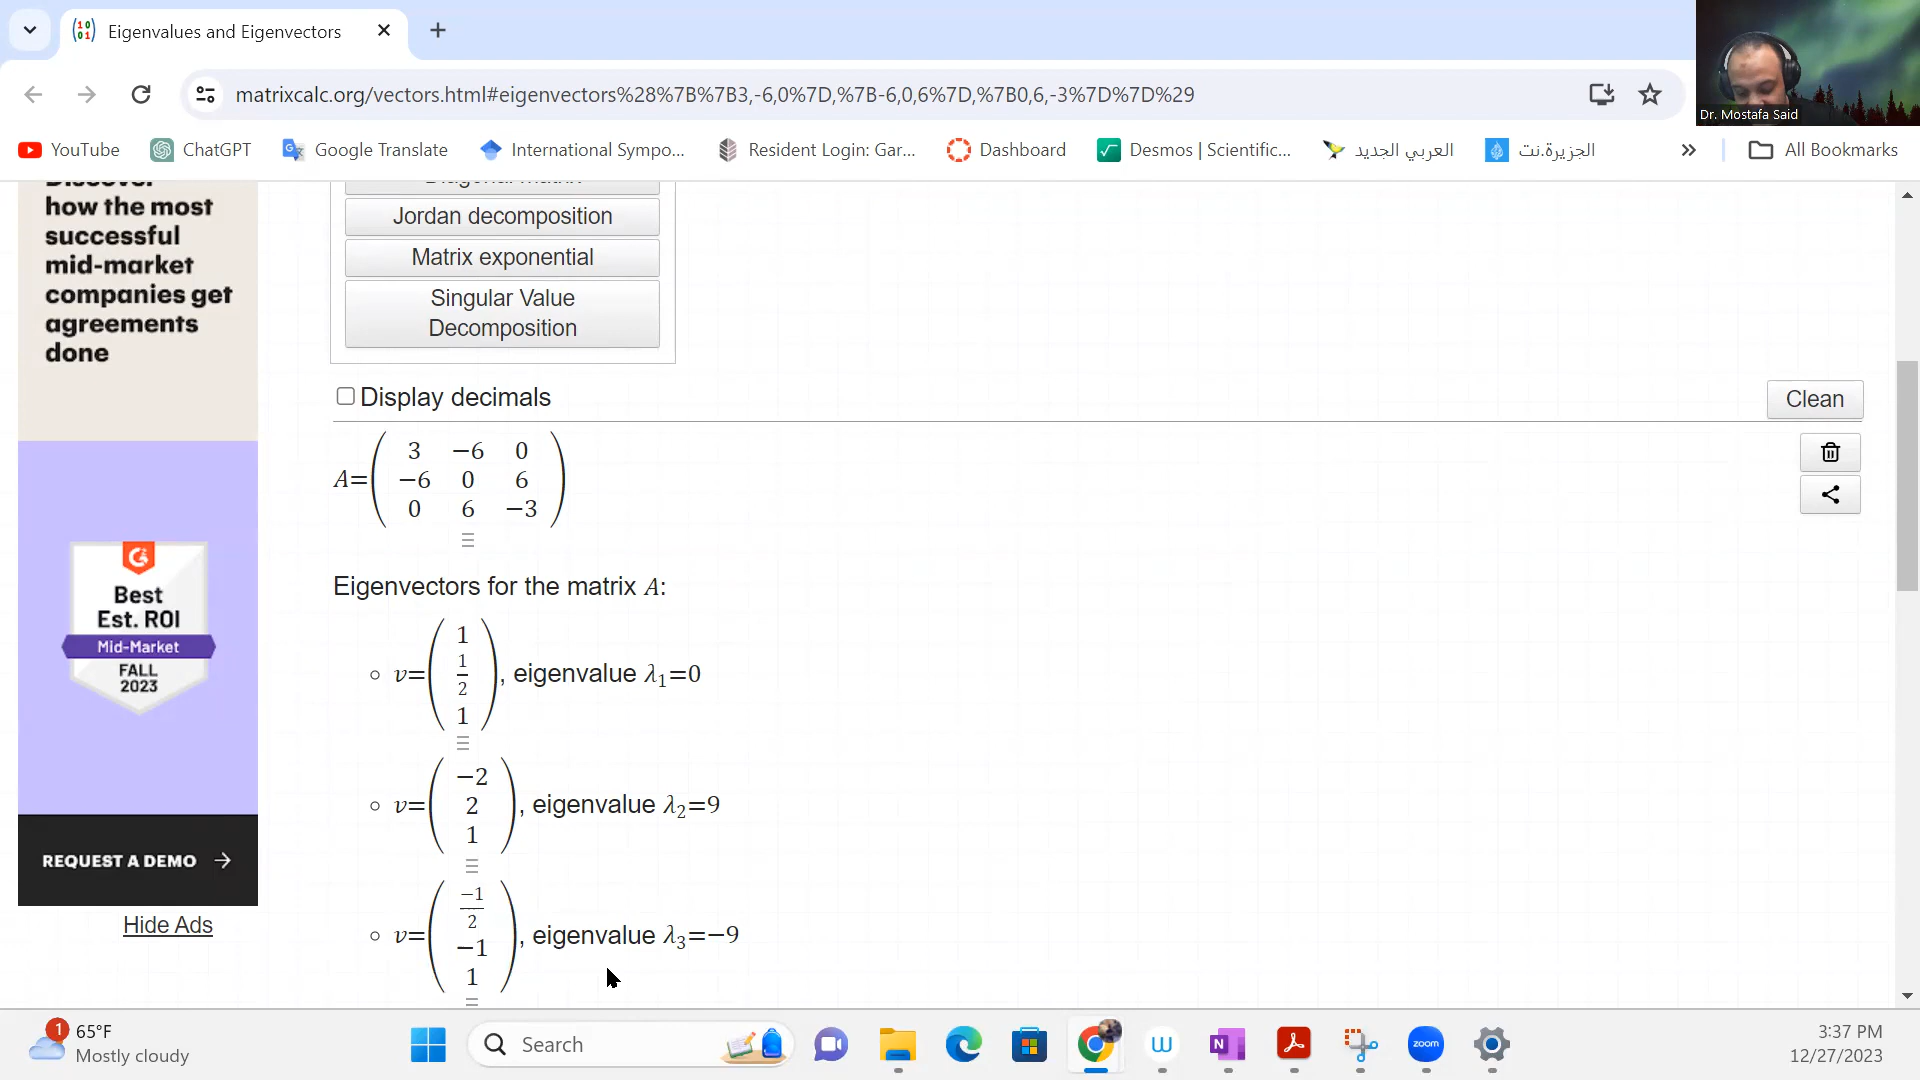 Eigenvalues and Eigenvectors
matrixcalc.org/vectors.html#eigenvectors%28%7B%7B3,-6,0%7D,%7B-6,0,6%7D,%7B0,6,-3%7D%7D%29
Dr. Mostafa Said
YouTube ChatGPT Google Translate International Sympo... Resident Login: Gar... Dashboard Desmos | Scientific... العربي الجديد الجزيرة.نت » All Bookmarks
Discover
how the most
successful
mid-market
companies get
agreements
done
Best
Est. ROI
Mid-Market
FALL
2023
REQUEST A DEMO →
Hide Ads
Diagonal matrix
Jordan decomposition
Matrix exponential
Singular Value
Decomposition
Display decimals
Clean
3 −6 0
A= −6 0 6
0 6 −3
Eigenvectors for the matrix A:
1
v= 1/2 , eigenvalue λ1=0
1
−2
v= 2 , eigenvalue λ2=9
1
−1/2
v= −1 , eigenvalue λ3=−9
1
1
65°F
Mostly cloudy
Search
zoom
3:37 PM
12/27/2023